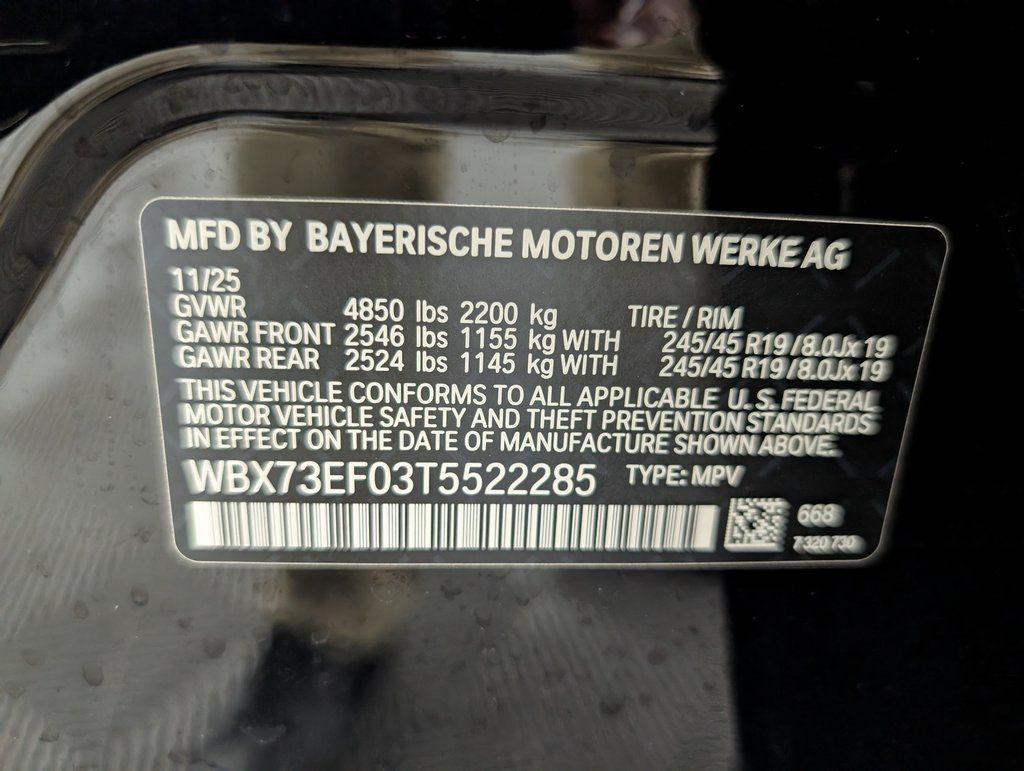 MFD BY BAYERISCHE MOTOREN WERKE AG
11/25
GVWR 4850 lbs 2200 kg TIRE / RIM
GAWR FRONT 2546 lbs 1155 kg WITH 245/45 R19 / 8.0Jx19
GAWR REAR 2524 lbs 1145 kg WITH 245/45 R19 / 8.0Jx19
THIS VEHICLE CONFORMS TO ALL APPLICABLE U.S. FEDERAL
MOTOR VEHICLE SAFETY AND THEFT PREVENTION STANDARDS
IN EFFECT ON THE DATE OF MANUFACTURE SHOWN ABOVE.
WBX73EF03T5522285 TYPE: MPV
668
7 320 730